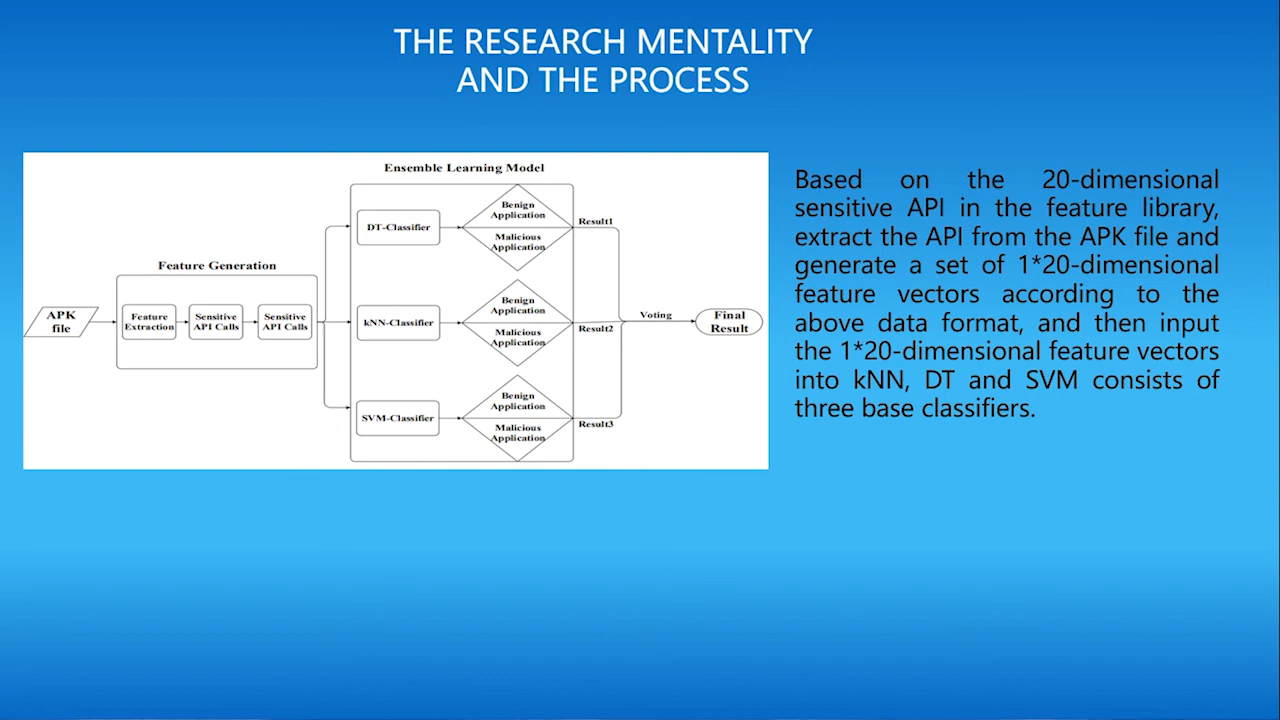 THE RESEARCH MENTALITY
AND THE PROCESS
Ensemble Learning Model
Feature Generation
APK
file
Feature
Extraction
Sensitive
API Calls
Sensitive
API Calls
DT-Classifier
Benign
Application
Malicious
Application
Result1
kNN-Classifier
Benign
Application
Malicious
Application
Result2
SVM-Classifier
Benign
Application
Malicious
Application
Result3
Voting
Final
Result
Based on the 20-dimensional
sensitive API in the feature library,
extract the API from the APK file and
generate a set of 1*20-dimensional
feature vectors according to the
above data format, and then input
the 1*20-dimensional feature vectors
into kNN, DT and SVM consists of
three base classifiers.